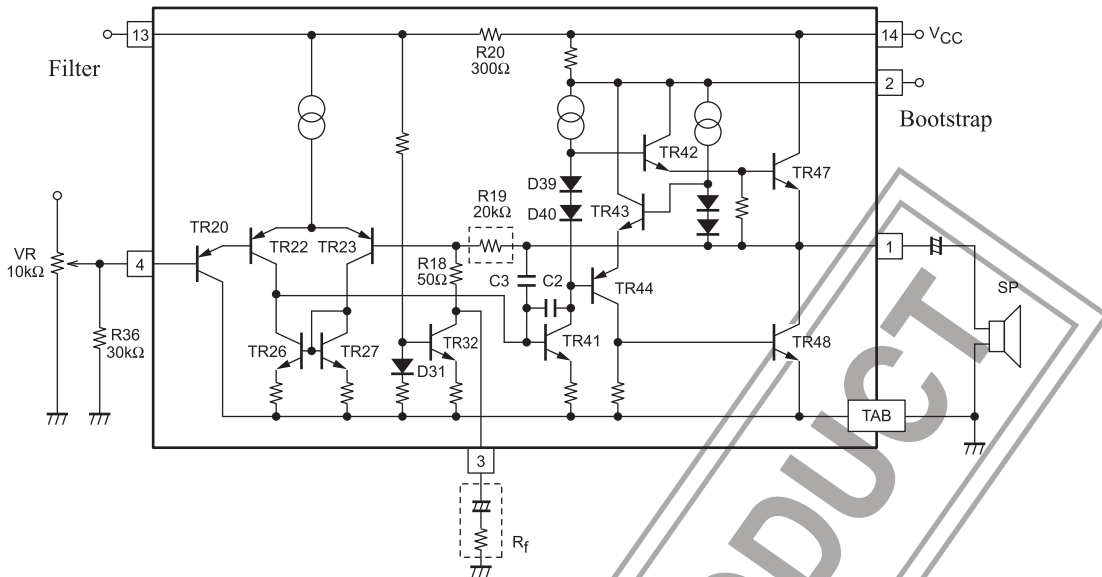 13
14
VCC
R20
300Ω
Filter
2
Bootstrap
TR42
TR47
D39
R19
20kΩ
D40
TR43
TR20
TR22
TR23
1
VR
10kΩ
4
R18
50Ω
C3
C2
TR44
SP
R36
30kΩ
TR26
TR27
TR32
TR41
TR48
D31
TAB
3
Rf
DUCT